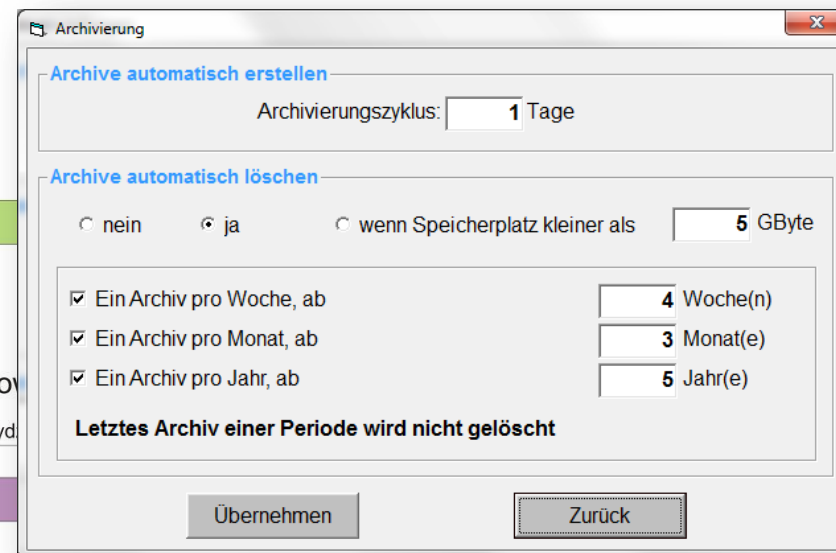 Archivierung
Archive automatisch erstellen
Archivierungszyklus: 1 Tage
Archive automatisch löschen
nein ja wenn Speicherplatz kleiner als 5 GByte
Ein Archiv pro Woche, ab 4 Woche(n)
Ein Archiv pro Monat, ab 3 Monat(e)
Ein Archiv pro Jahr, ab 5 Jahr(e)
Letztes Archiv einer Periode wird nicht gelöscht
Übernehmen Zurück